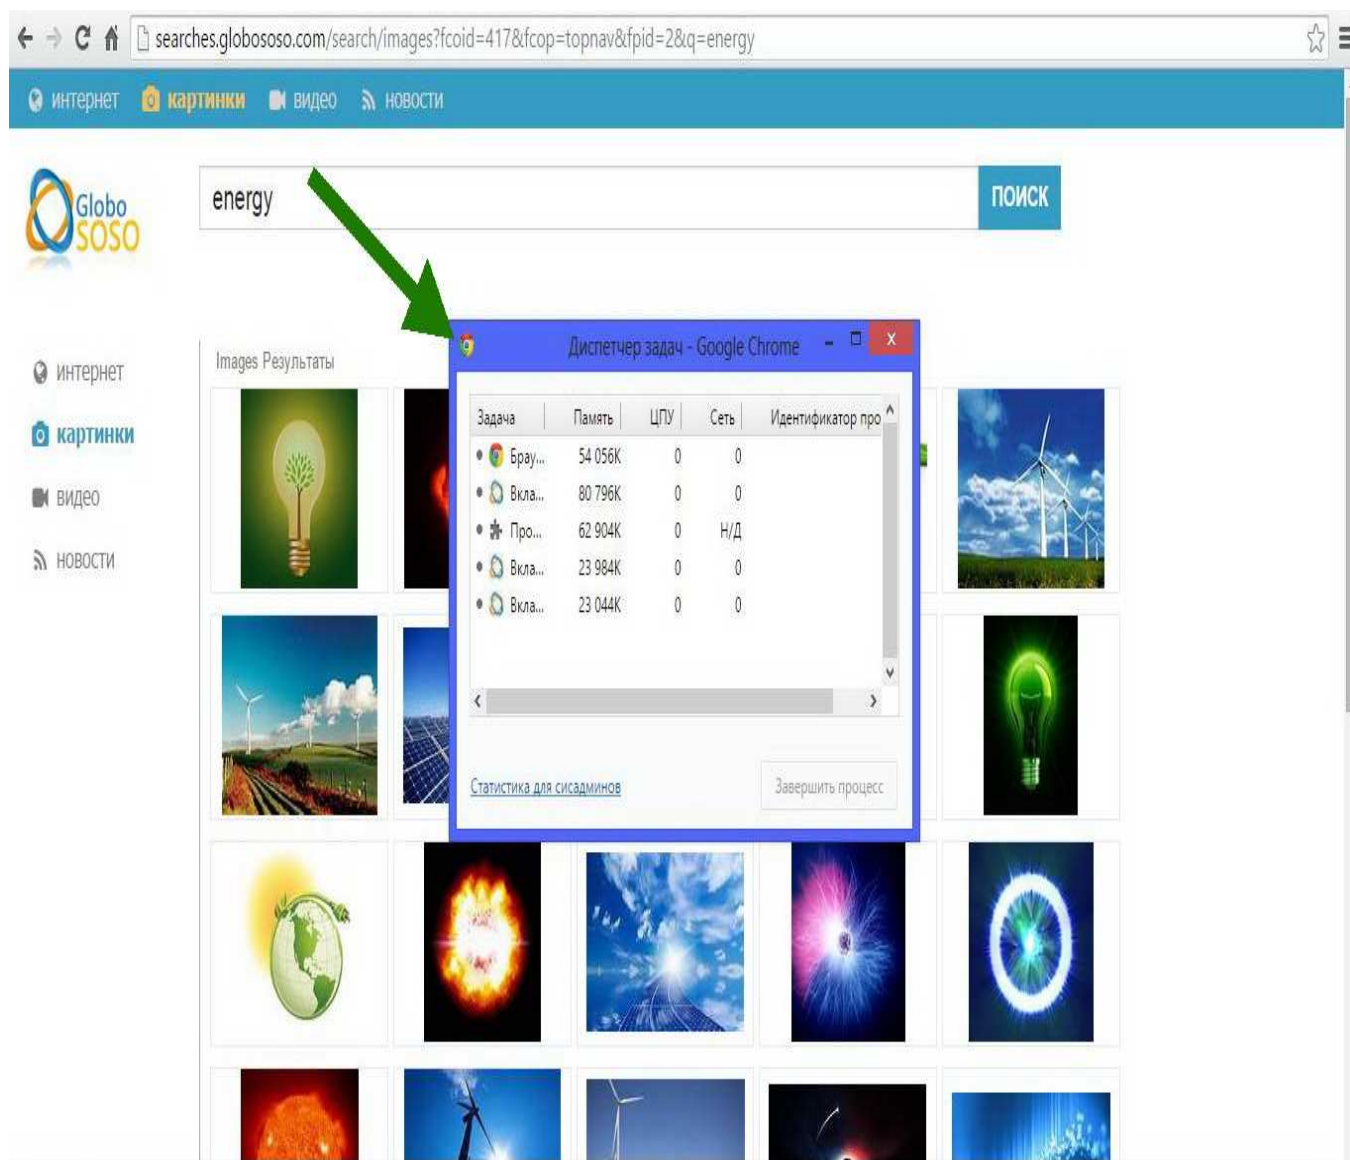 searches.globososo.com/search/images?fcoid=417&fcop=topnav&fpid=2&q=energy
интернет картинки видео новости
Globo
SOSO
energy
ПОИСК
интернет
картинки
видео
новости
Images Результаты
Диспетчер задач - Google Chrome
Задача Память ЦПУ Сеть Идентификатор про
Брау... 54 056K 0 0
Вкла... 80 796K 0 0
Про... 62 904K 0 Н/Д
Вкла... 23 984K 0 0
Вкла... 23 044K 0 0
Статистика для сисадминов
Завершить процесс